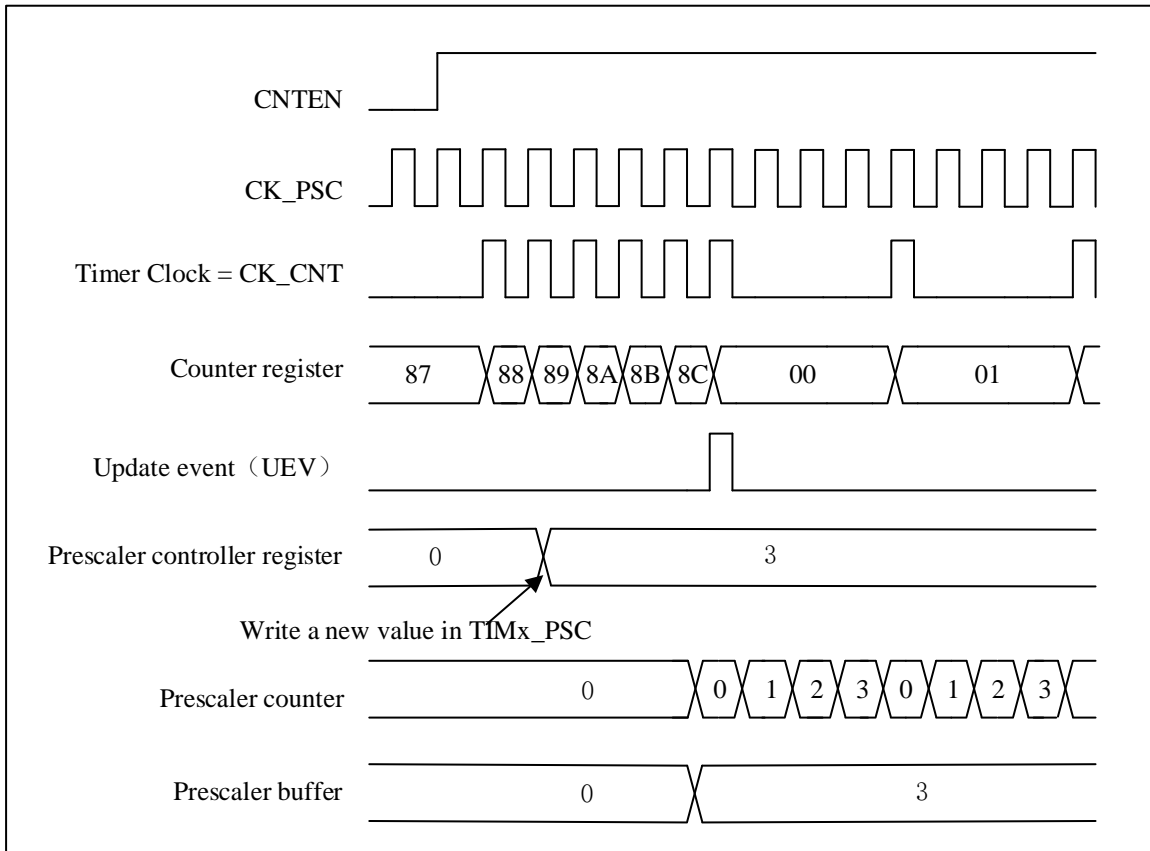 CNTEN
CK_PSC
Timer Clock = CK_CNT
Counter register 87 88 89 8A 8B 8C 00 01
Update event（UEV）
Prescaler controller register 0 3
Write a new value in TIMx_PSC
Prescaler counter 0 0 1 2 3 0 1 2 3
Prescaler buffer 0 3